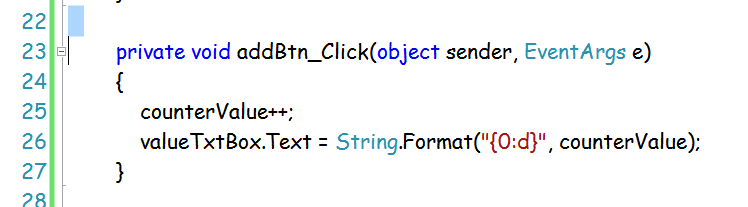 22
23 private void addBtn_Click(object sender, EventArgs e)
24 {
25 counterValue++;
26 valueTxtBox.Text = String.Format("{0:d}", counterValue);
27 }
28